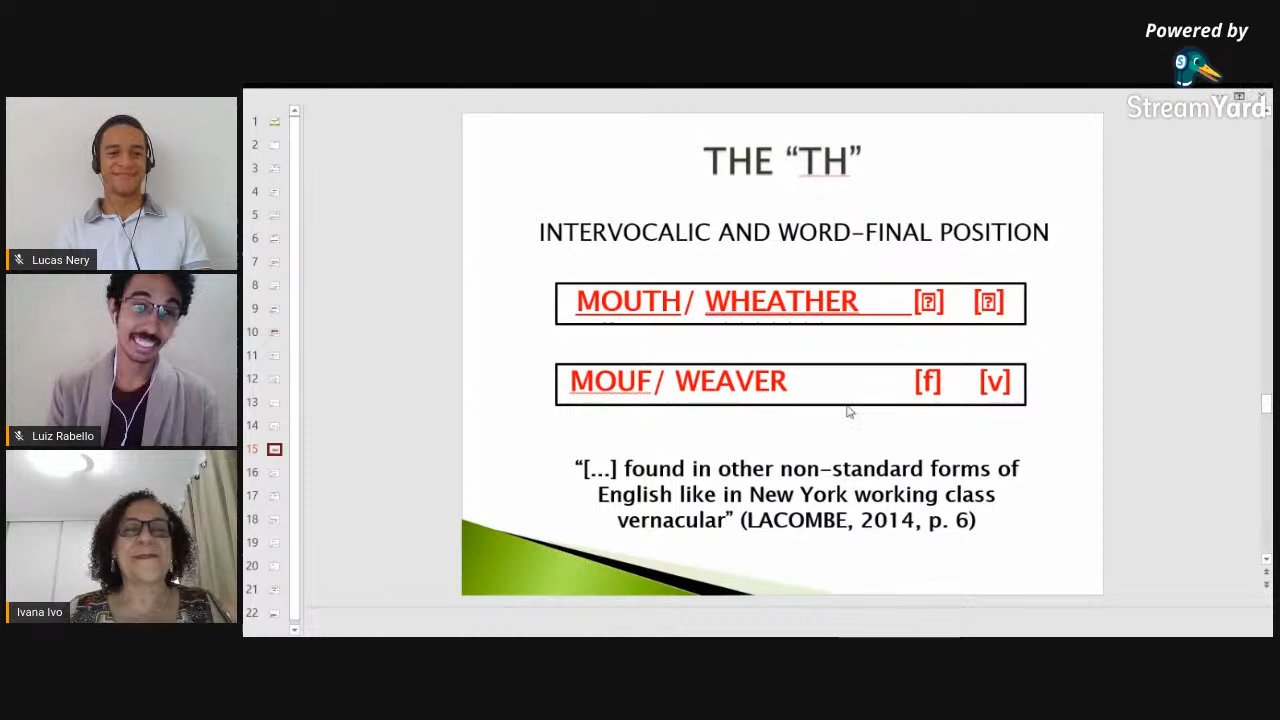 Powered by
StreamYard
Lucas Nery
Luiz Rabello
Ivana Ivo
1
2
3
4
5
6
7
8
9
10
11
12
13
14
15
16
17
18
19
20
21
22
THE “TH”
INTERVOCALIC AND WORD-FINAL POSITION
MOUTH/ WHEATHER [?] [?]
MOUF/ WEAVER [f] [v]
“[...] found in other non-standard forms of
English like in New York working class
vernacular” (LACOMBE, 2014, p. 6)